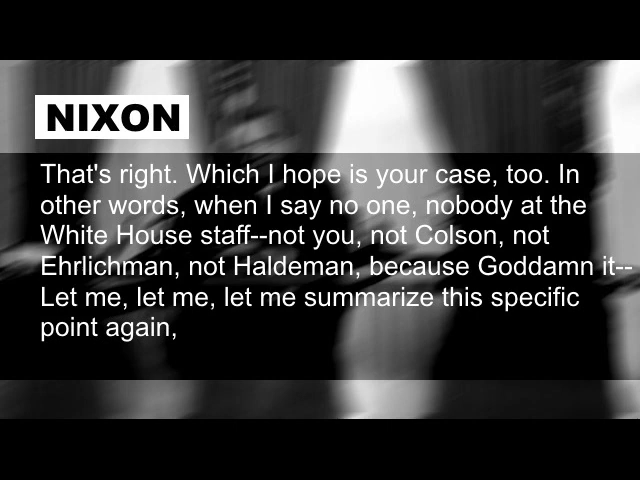 NIXON
That's right. Which I hope is your case, too. In
other words, when I say no one, nobody at the
White House staff--not you, not Colson, not
Ehrlichman, not Haldeman, because Goddamn it--
Let me, let me, let me summarize this specific
point again,